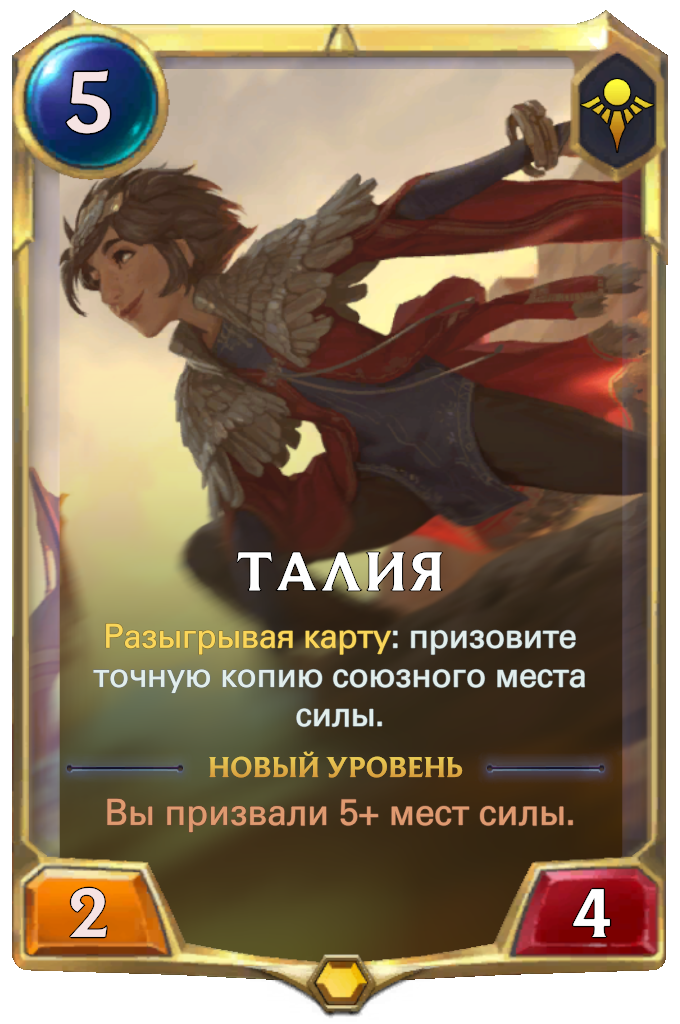 5
ТАЛИЯ
Разыгрывая карту: призовите
точную копию союзного места
силы.
НОВЫЙ УРОВЕНЬ
Вы призвали 5+ мест силы.
2
4